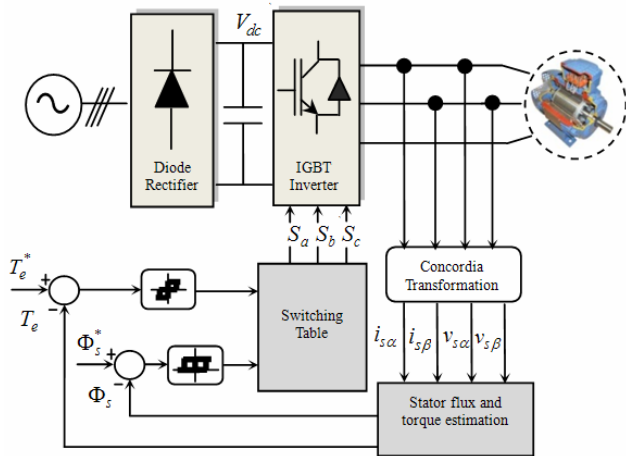 V_dc
Diode
Rectifier
IGBT
Inverter
S_a S_b S_c
T_e^*
+
-
T_e
Switching
Table
Concordia
Transformation
Φ_s^*
+
-
Φ_s
i_sα i_sβ v_sα v_sβ
Stator flux and
torque estimation